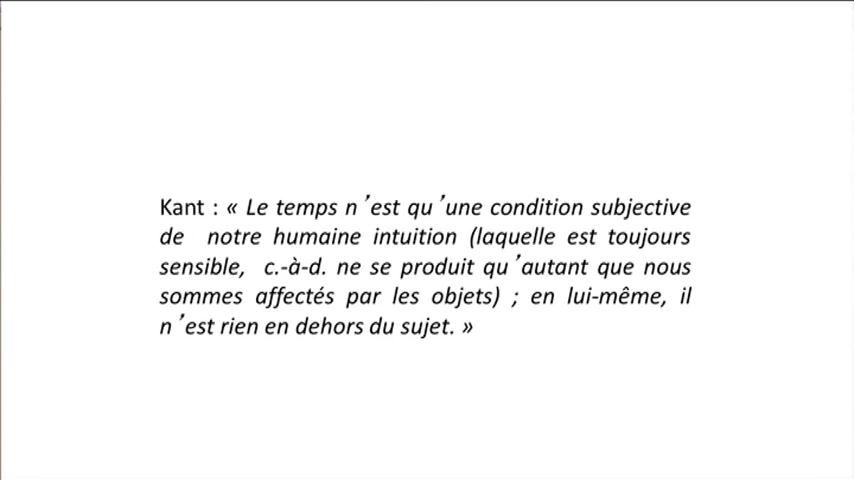 Kant : « Le temps n’est qu’une condition subjective
de notre humaine intuition (laquelle est toujours
sensible, c.-à-d. ne se produit qu’autant que nous
sommes affectés par les objets) ; en lui-même, il
n’est rien en dehors du sujet. »